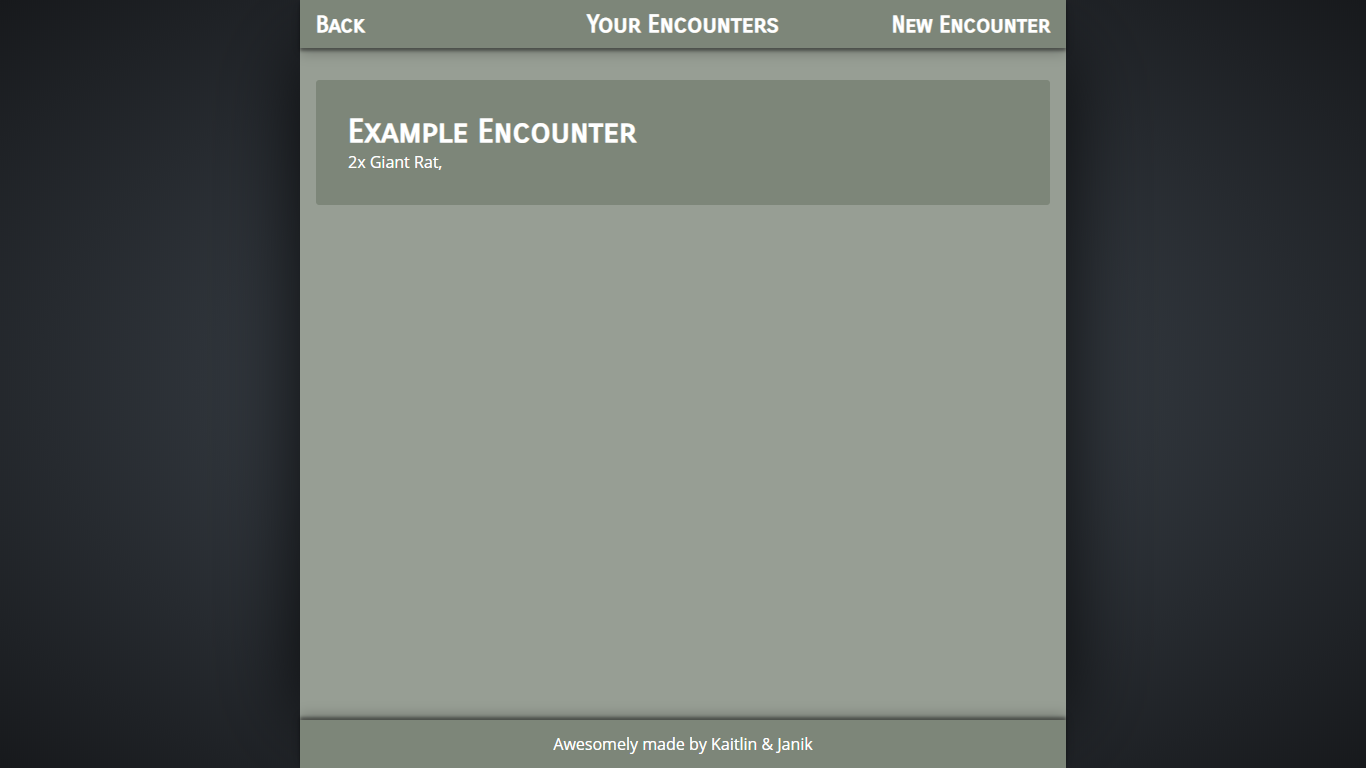 Back
Your Encounters
New Encounter
Example Encounter
2x Giant Rat,
Awesomely made by Kaitlin & Janik